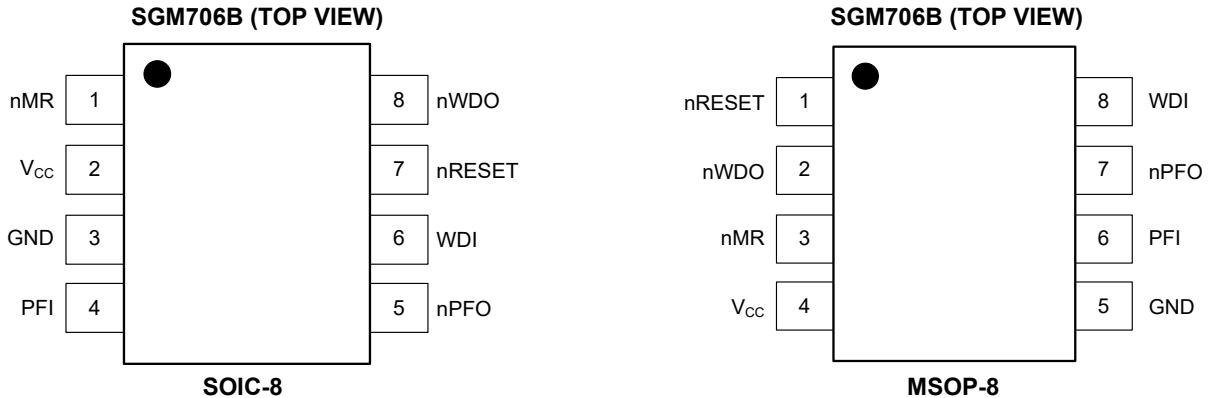 SGM706B (TOP VIEW)
nMR 1 8 nWDO
VCC 2 7 nRESET
GND 3 6 WDI
PFI 4 5 nPFO
SOIC-8
SGM706B (TOP VIEW)
nRESET 1 8 WDI
nWDO 2 7 nPFO
nMR 3 6 PFI
VCC 4 5 GND
MSOP-8